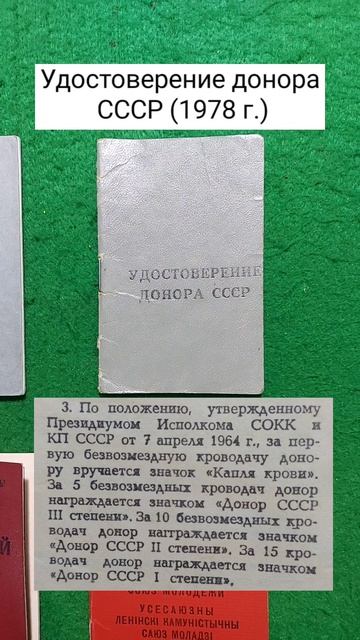 Удостоверение донора
СССР (1978 г.)
УДОСТОВЕРЕНИЕ
ДОНОРА СССР
3. По положению, утвержденному
Президиумом Исполкома СОКК и
КП СССР от 7 апреля 1964 г., за пер-
вую безвозмездную кроводачу доно-
ру вручается значок «Капля крови».
За 5 безвозмездных кроводач донор
награждается значком «Донор СССР
III степени». За 10 безвозмездных кро-
водач донор награждается значком
«Донор СССР II степени». За 15 кро-
водач донор награждается значком
«Донор СССР I степени».
СОЮЗ МОЛОДЕЖИ
УСЕСАЮЗНЫ
ЛЕНІНСКІ КАМУНІСТЫЧНЫ
САЮЗ МОЛАДЗІ